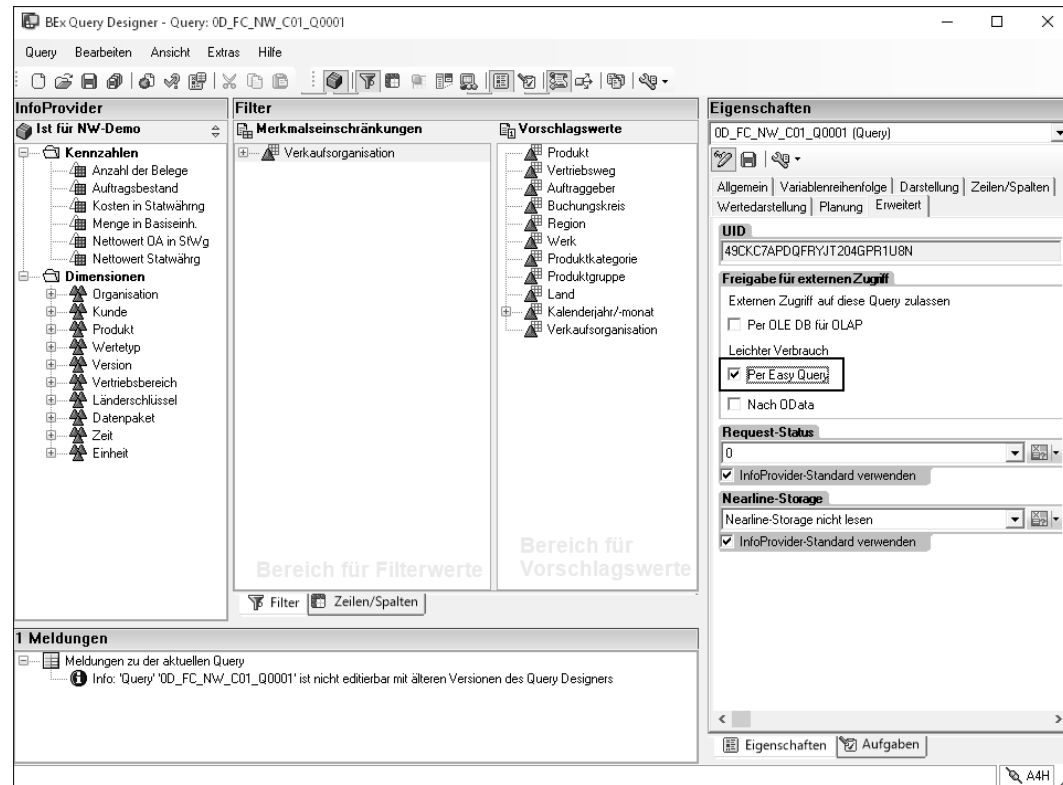 BEx Query Designer - Query: 0D_FC_NW_C01_Q0001
Query Bearbeiten Ansicht Extras Hilfe
InfoProvider
Ist für NW-Demo
Kennzahlen
Anzahl der Belege
Auftragsbestand
Kosten in Statwährng
Menge in Basiseinh.
Nettowert OA in StWg
Nettowert Statwährg
Dimensionen
Organisation
Kunde
Produkt
Wertetyp
Version
Vertriebsbereich
Länderschlüssel
Datenpaket
Zeit
Einheit
Filter
Merkmalseinschränkungen
Verkaufsorganisation
Bereich für Filterwerte
Vorschlagswerte
Produkt
Vertriebsweg
Auftraggeber
Buchungskreis
Region
Werk
Produktkategorie
Produktgruppe
Land
Kalenderjahr/-monat
Verkaufsorganisation
Bereich für
Vorschlagswerte
Filter Zeilen/Spalten
1 Meldungen
Meldungen zu der aktuellen Query
Info: 'Query' '0D_FC_NW_C01_Q0001' ist nicht editierbar mit älteren Versionen des Query Designers
Eigenschaften
0D_FC_NW_C01_Q0001 (Query)
Allgemein Variablenreihenfolge Darstellung Zeilen/Spalten
Wertedarstellung Planung Erweitert
UID
49CKC7APDQFRYJT204GPR1U8N
Freigabe für externen Zugriff
Externen Zugriff auf diese Query zulassen
Per OLE DB für OLAP
Leichter Verbrauch
Per Easy Query
Nach OData
Request-Status
0
InfoProvider-Standard verwenden
Nearline-Storage
Nearline-Storage nicht lesen
InfoProvider-Standard verwenden
Eigenschaften Aufgaben
A4H